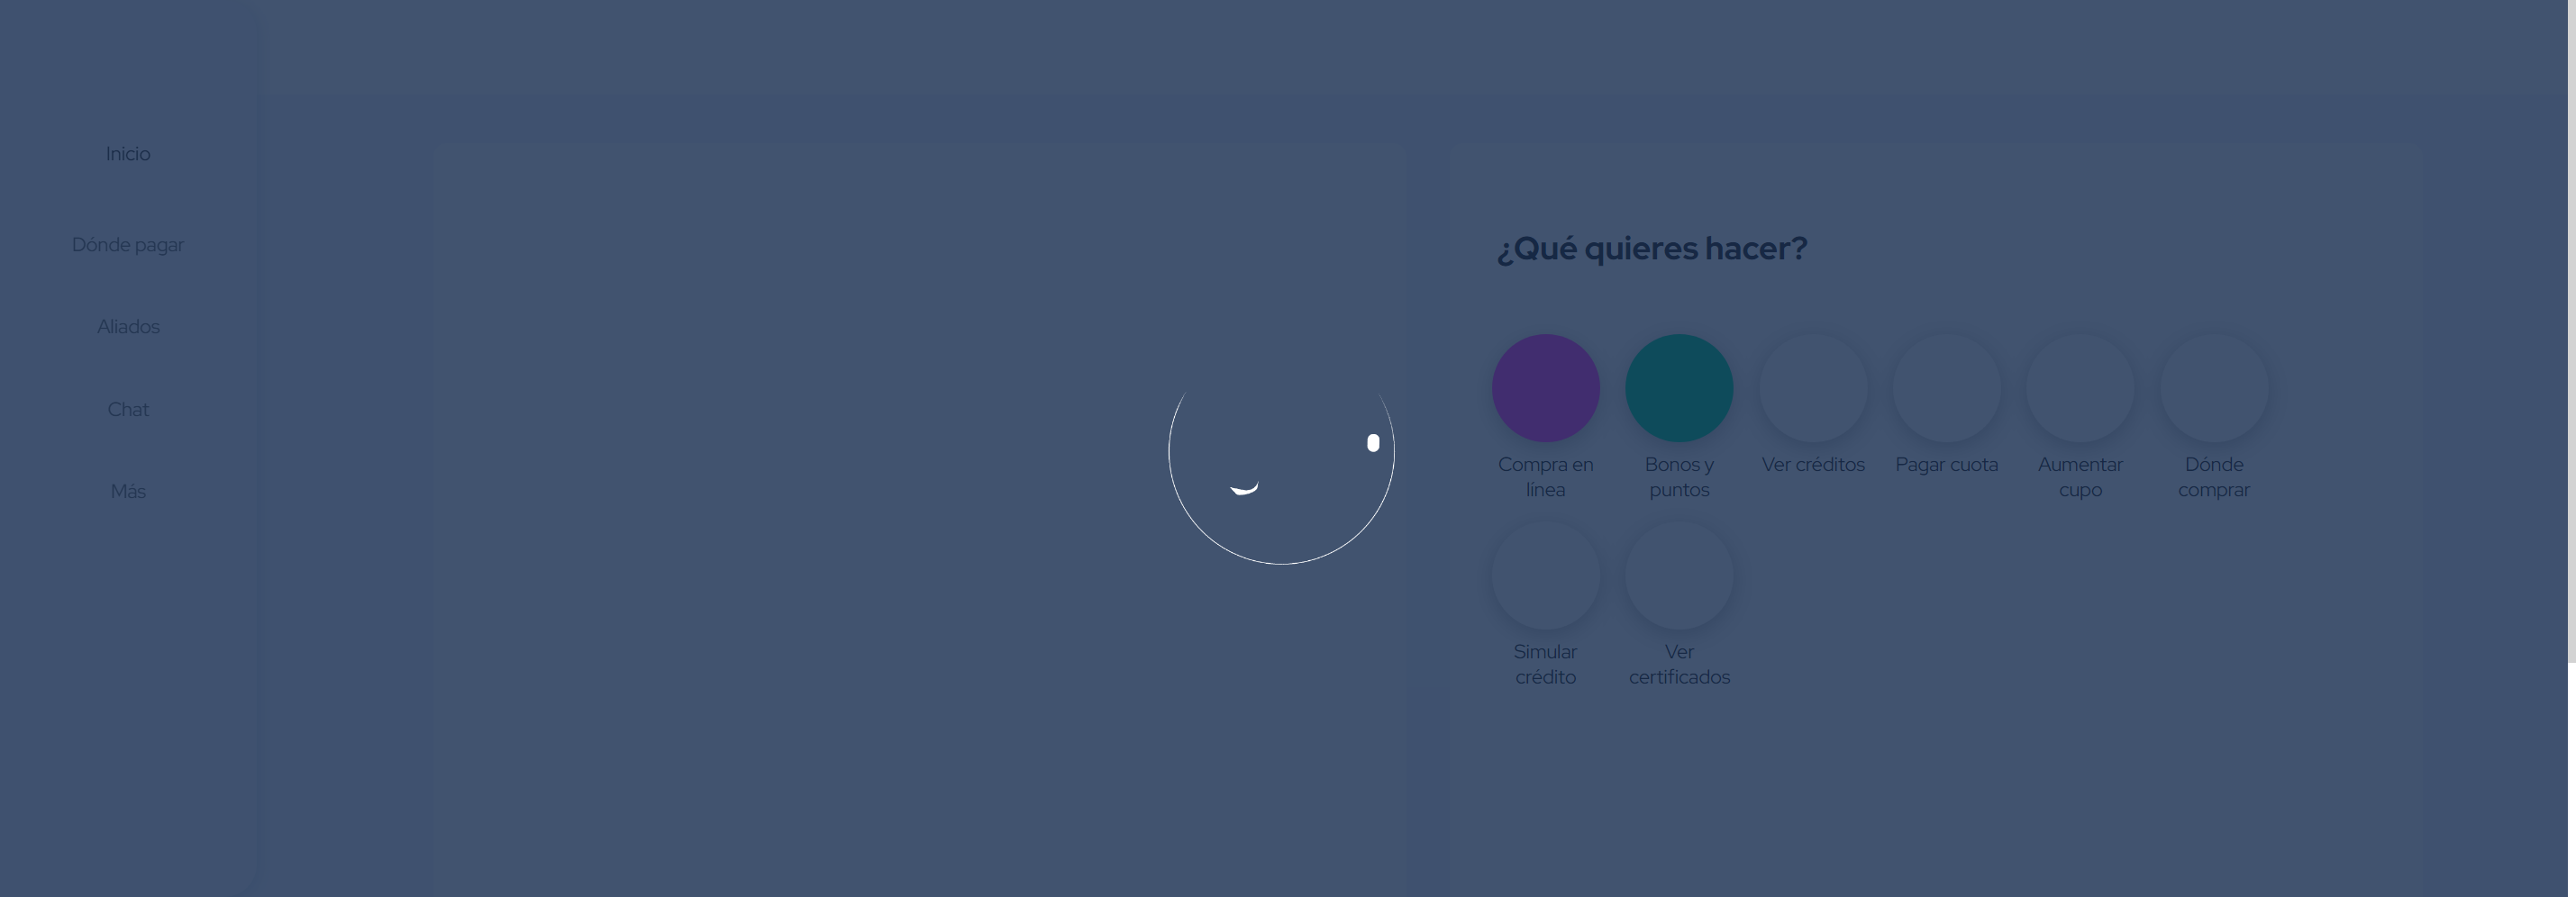 Inicio
Dónde pagar
Aliados
Chat
Más
¿Qué quieres hacer?
Compra en
línea
Bonos y
puntos
Ver créditos
Pagar cuota
Aumentar
cupo
Dónde
comprar
Simular
crédito
Ver
certificados